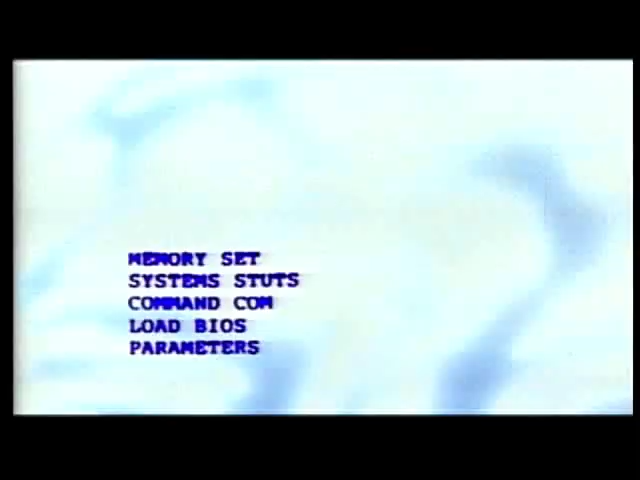 MEMORY SET
SYSTEMS STUTS
COMMAND COM
LOAD BIOS
PARAMETERS